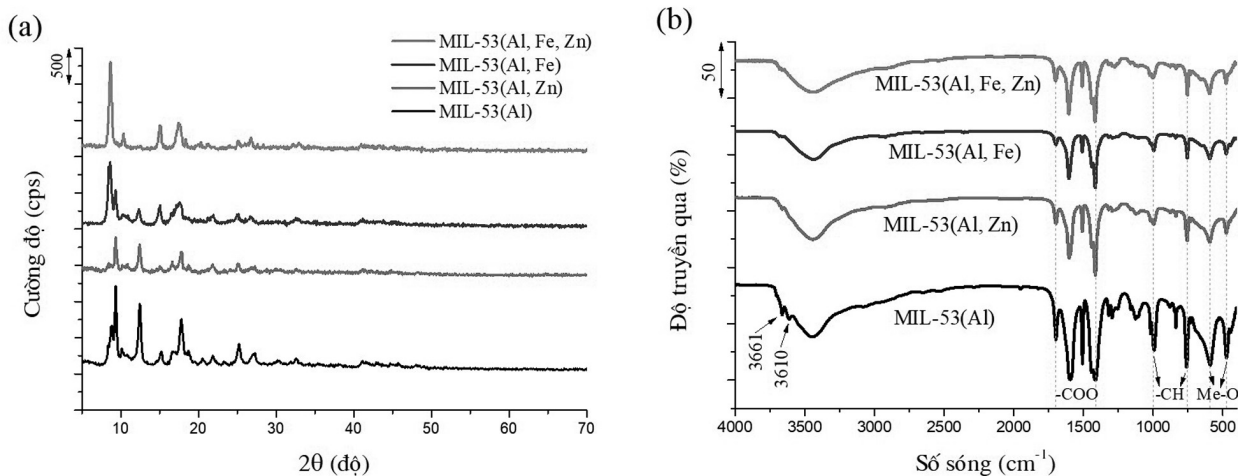 (a)
500
MIL-53(Al, Fe, Zn)
MIL-53(Al, Fe)
MIL-53(Al, Zn)
MIL-53(Al)
Cường độ (cps)
10 20 30 40 50 60 70
2θ (độ)
(b)
50
MIL-53(Al, Fe, Zn)
MIL-53(Al, Fe)
MIL-53(Al, Zn)
MIL-53(Al)
3661
3610
-COO -CH Me-O
Độ truyền qua (%)
4000 3500 3000 2500 2000 1500 1000 500
Số sóng (cm⁻¹)